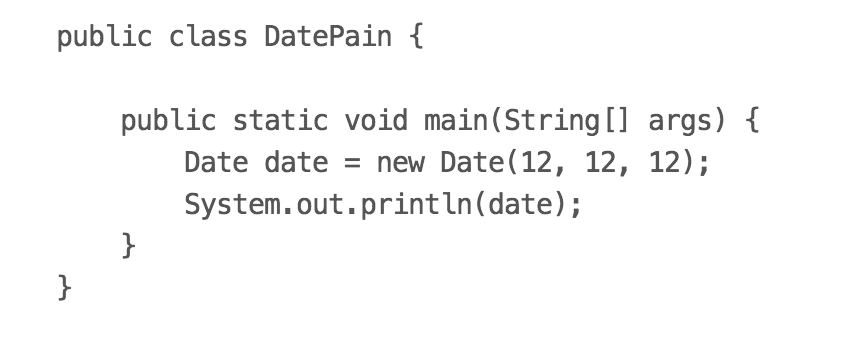 public class DatePain {
    public static void main(String[] args) {
        Date date = new Date(12, 12, 12);
        System.out.println(date);
    }
}